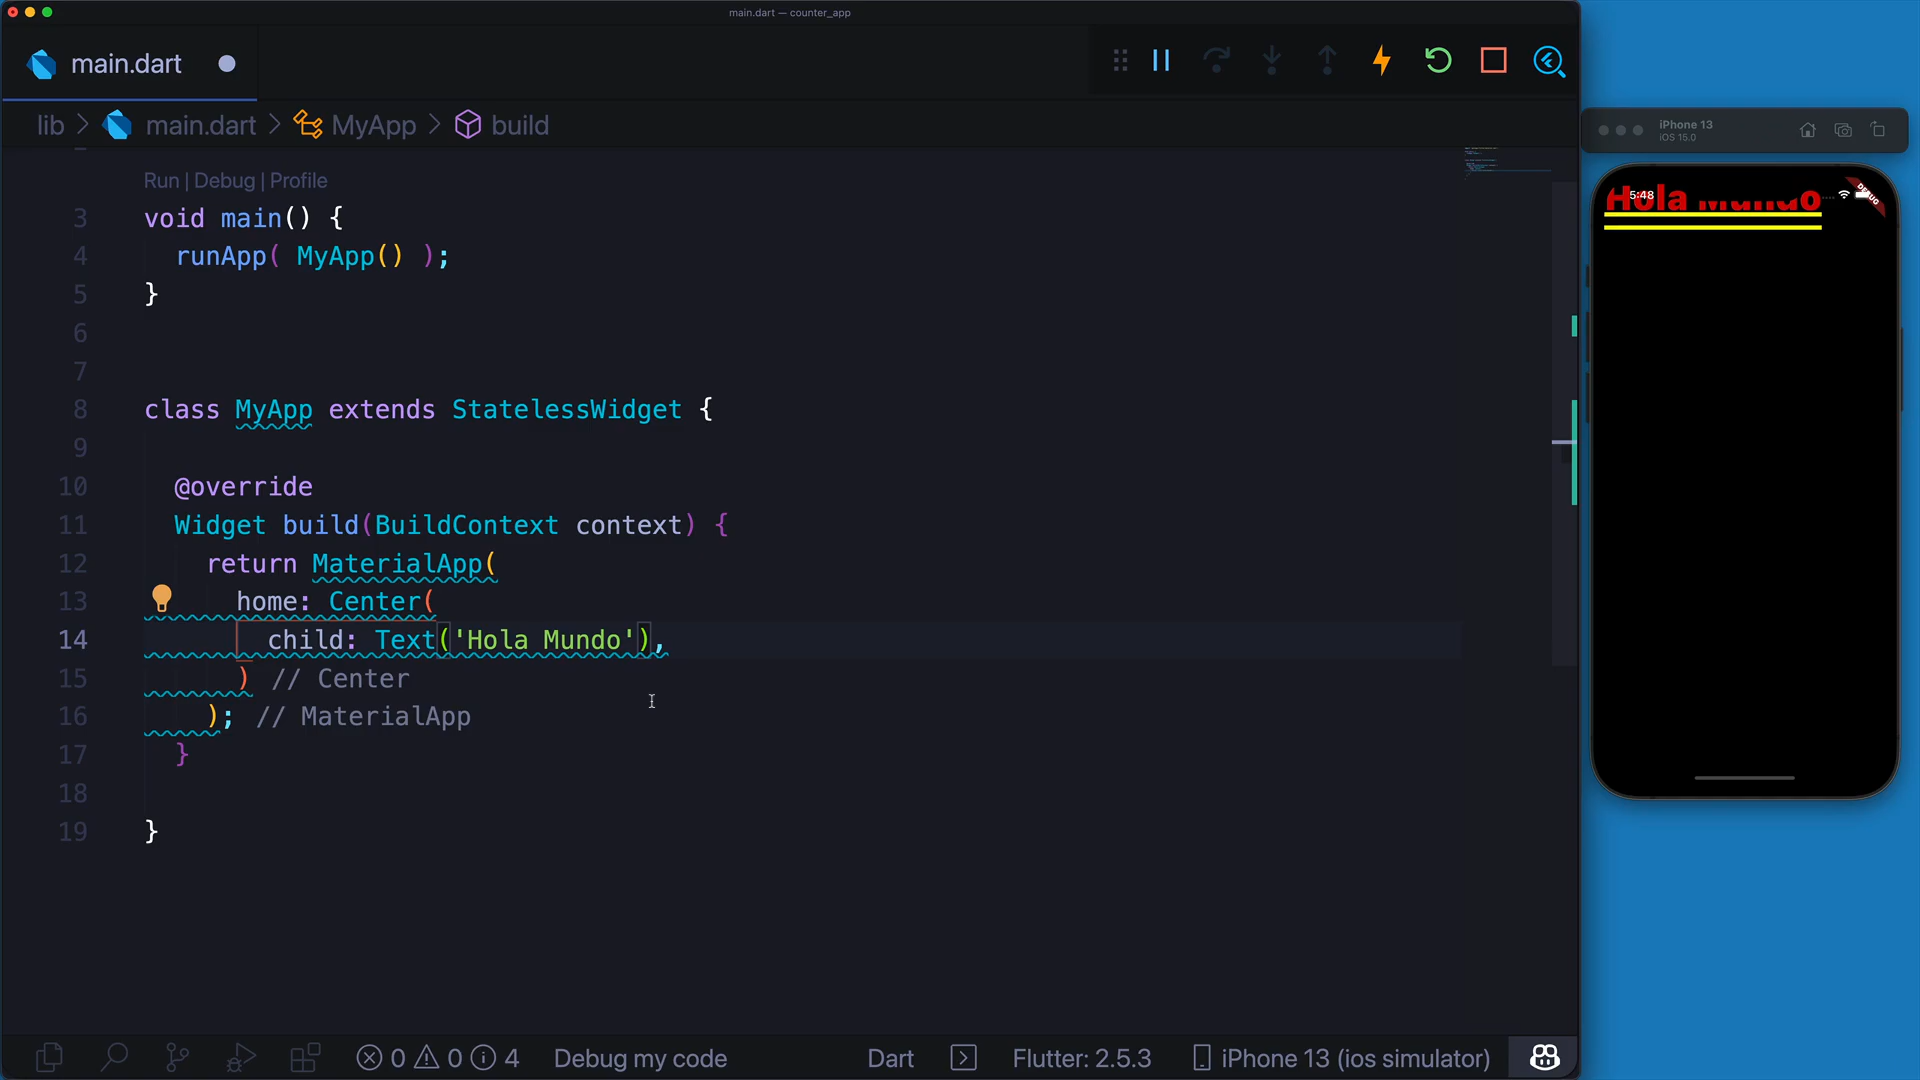 main.dart — counter_app
main.dart
lib > main.dart > MyApp > build
Run | Debug | Profile
3 void main() {
4 runApp( MyApp() );
5 }
6
7
8 class MyApp extends StatelessWidget {
9
10 @override
11 Widget build(BuildContext context) {
12 return MaterialApp(
13 home: Center(
14 child: Text('Hola Mundo'),
15 ) // Center
16 ); // MaterialApp
17 }
18
19 }
0 0 4 Debug my code Dart Flutter: 2.5.3 iPhone 13 (ios simulator)
iPhone 13
iOS 15.0
5:48
DEBUG
Hola Mundo